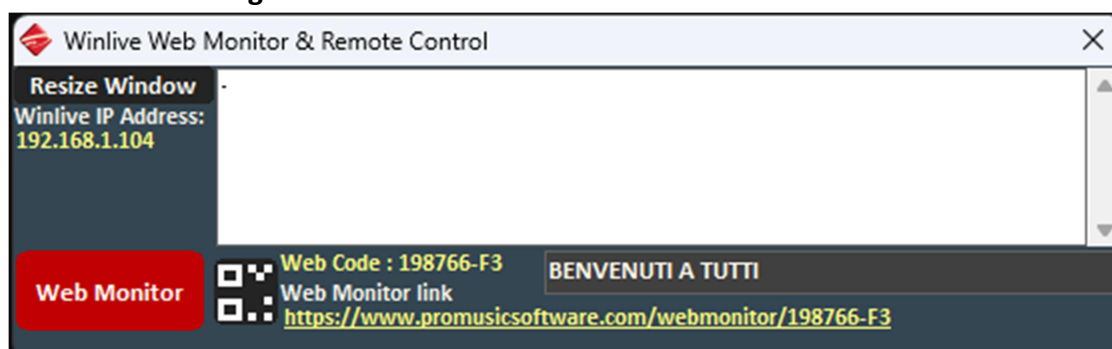 Winlive Web Monitor & Remote Control
Resize Window
-
Winlive IP Address:
192.168.1.104
Web Monitor
Web Code : 198766-F3
BENVENUTI A TUTTI
Web Monitor link
https://www.promusicsoftware.com/webmonitor/198766-F3